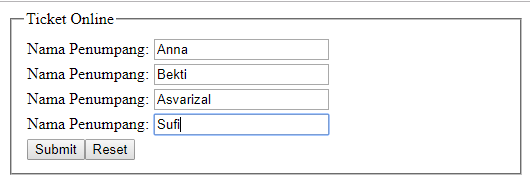 Ticket Online
Nama Penumpang: Anna
Nama Penumpang: Bekti
Nama Penumpang: Asvarizal
Nama Penumpang: Sufi
Submit Reset